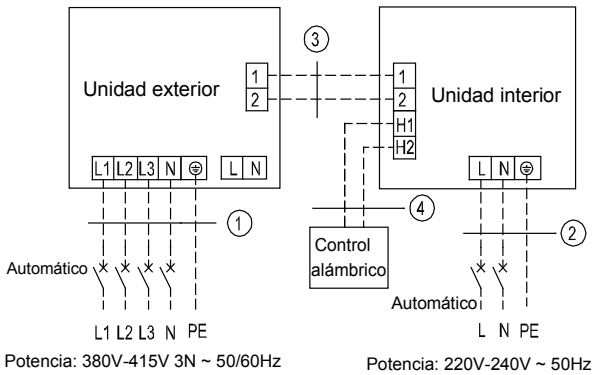 ③
Unidad exterior
1
2
1
2
H1
H2
Unidad interior
L1 L2 L3 N
L N
L N
①
④
②
Control
alámbrico
Automático
Automático
L1 L2 L3 N PE
L N PE
Potencia: 380V-415V 3N ~ 50/60Hz
Potencia: 220V-240V ~ 50Hz